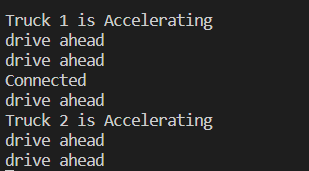 Truck 1 is Accelerating
drive ahead
drive ahead
Connected
drive ahead
Truck 2 is Accelerating
drive ahead
drive ahead